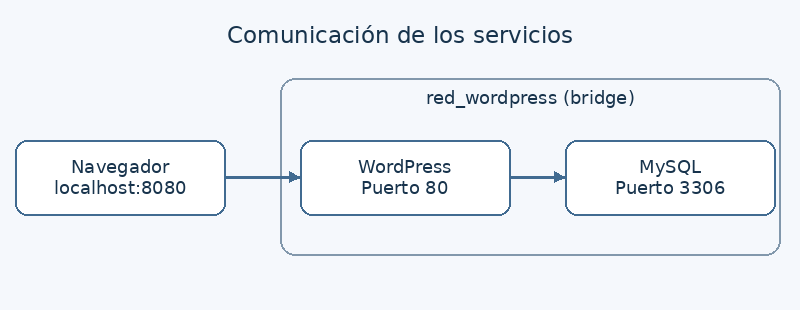 Comunicación de los servicios
red_wordpress (bridge)
Navegador
localhost:8080
WordPress
Puerto 80
MySQL
Puerto 3306